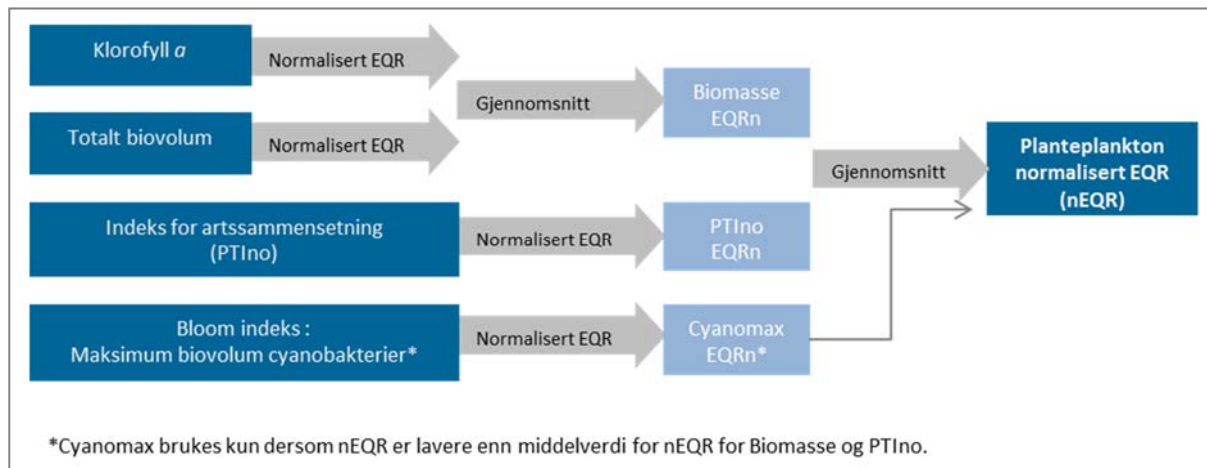 Klorofyll a
Normalisert EQR
Totalt biovolum
Normalisert EQR
Gjennomsnitt
Biomasse
EQRn
Indeks for artssammensetning
(PTIno)
Normalisert EQR
PTIno
EQRn
Bloom indeks :
Maksimum biovolum cyanobakterier*
Normalisert EQR
Cyanomax
EQRn*
Gjennomsnitt
Planteplankton
normalisert EQR
(nEQR)
*Cyanomax brukes kun dersom nEQR er lavere enn middelverdi for nEQR for Biomasse og PTIno.